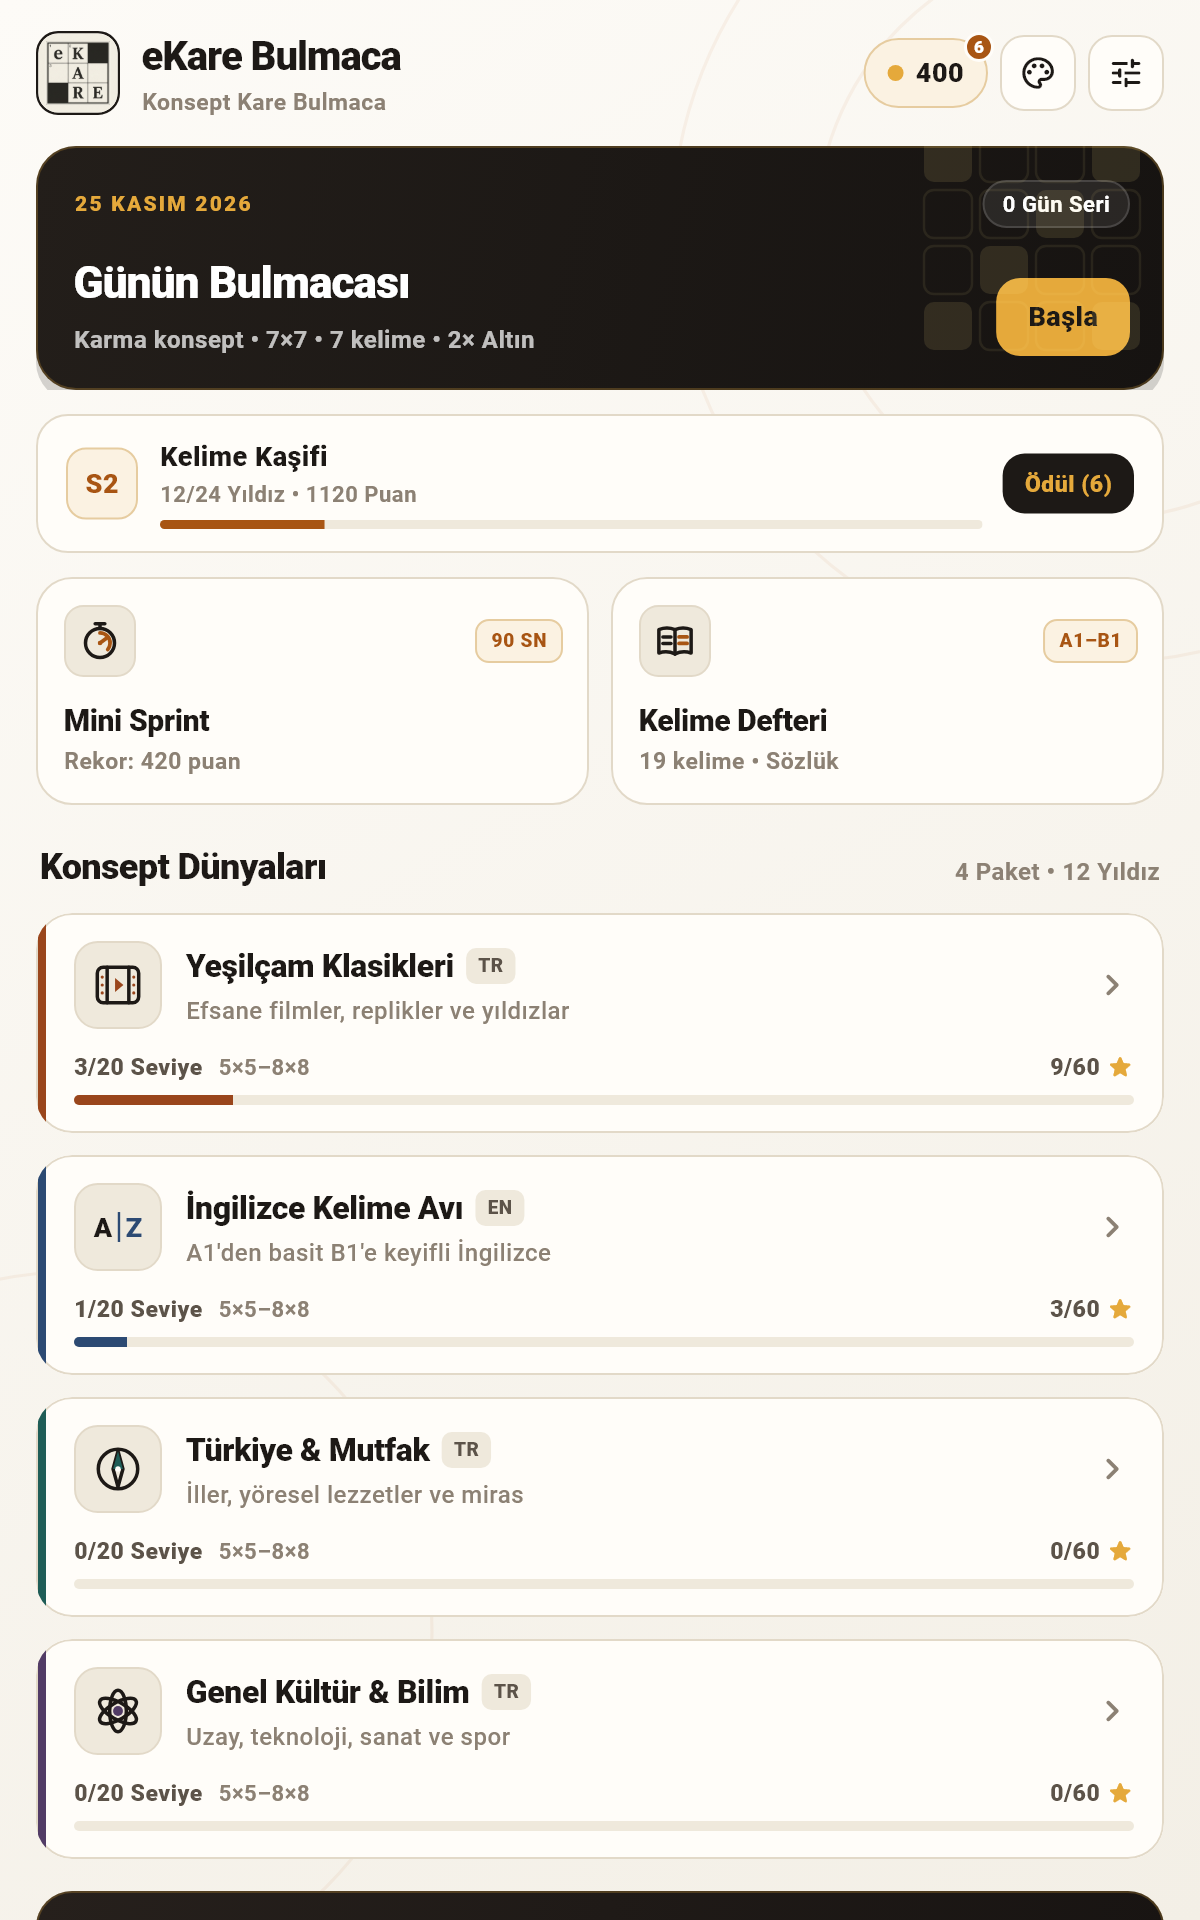 e K
A
R E
eKare Bulmaca
Konsept Kare Bulmaca
400
6
25 KASIM 2026
0 Gün Seri
Günün Bulmacası
Karma konsept • 7×7 • 7 kelime • 2× Altın
Başla
S2
Kelime Kaşifi
12/24 Yıldız • 1120 Puan
Ödül (6)
90 SN
Mini Sprint
Rekor: 420 puan
A1–B1
Kelime Defteri
19 kelime • Sözlük
Konsept Dünyaları
4 Paket • 12 Yıldız
Yeşilçam Klasikleri TR
Efsane filmler, replikler ve yıldızlar
3/20 Seviye 5×5–8×8
9/60
A|Z
İngilizce Kelime Avı EN
A1'den basit B1'e keyifli İngilizce
1/20 Seviye 5×5–8×8
3/60
Türkiye & Mutfak TR
İller, yöresel lezzetler ve miras
0/20 Seviye 5×5–8×8
0/60
Genel Kültür & Bilim TR
Uzay, teknoloji, sanat ve spor
0/20 Seviye 5×5–8×8
0/60